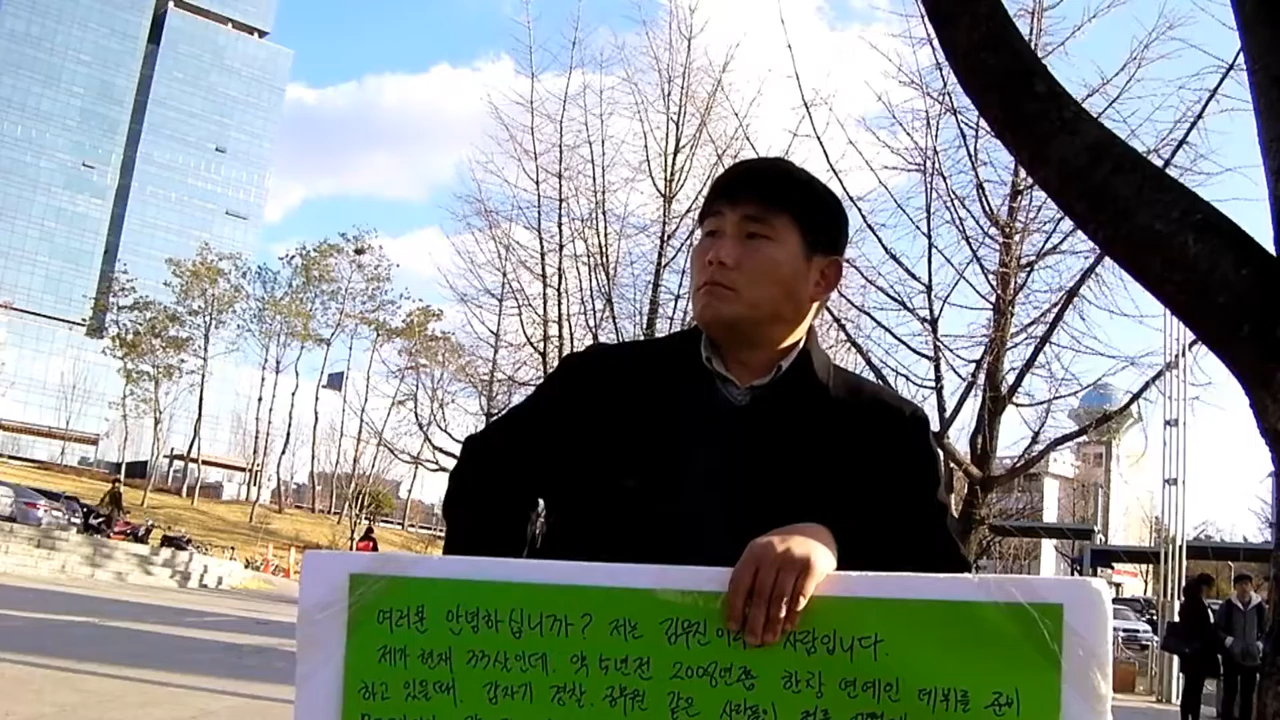 여러분 안녕하십니까? 저는 김무진이 사람입니다.
제가 현재 33살인데. 약 5년전 2008년쯤 한창 연예인 데뷔를 준비
하고 있을때. 갑자기 경찰. 공무원 같은 사람들이 저를